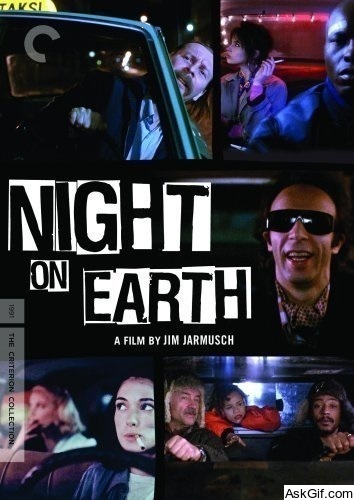 TAKSI
NIGHT
ON EARTH
A FILM BY JIM JARMUSCH
1991
THE CRITERION COLLECTION
AskGif.com